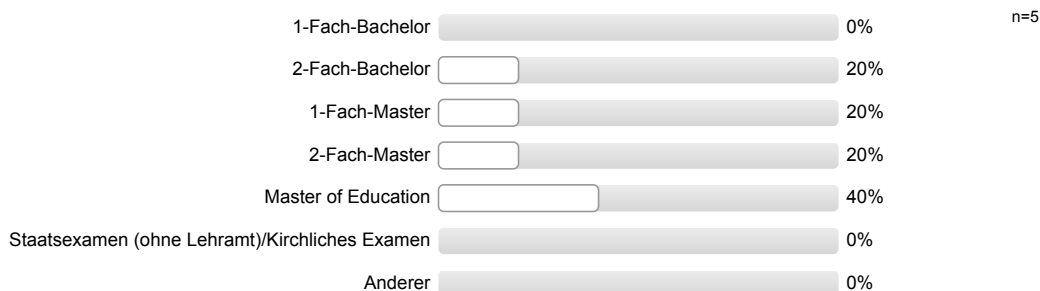 n=5
1-Fach-Bachelor 0%
2-Fach-Bachelor 20%
1-Fach-Master 20%
2-Fach-Master 20%
Master of Education 40%
Staatsexamen (ohne Lehramt)/Kirchliches Examen 0%
Anderer 0%